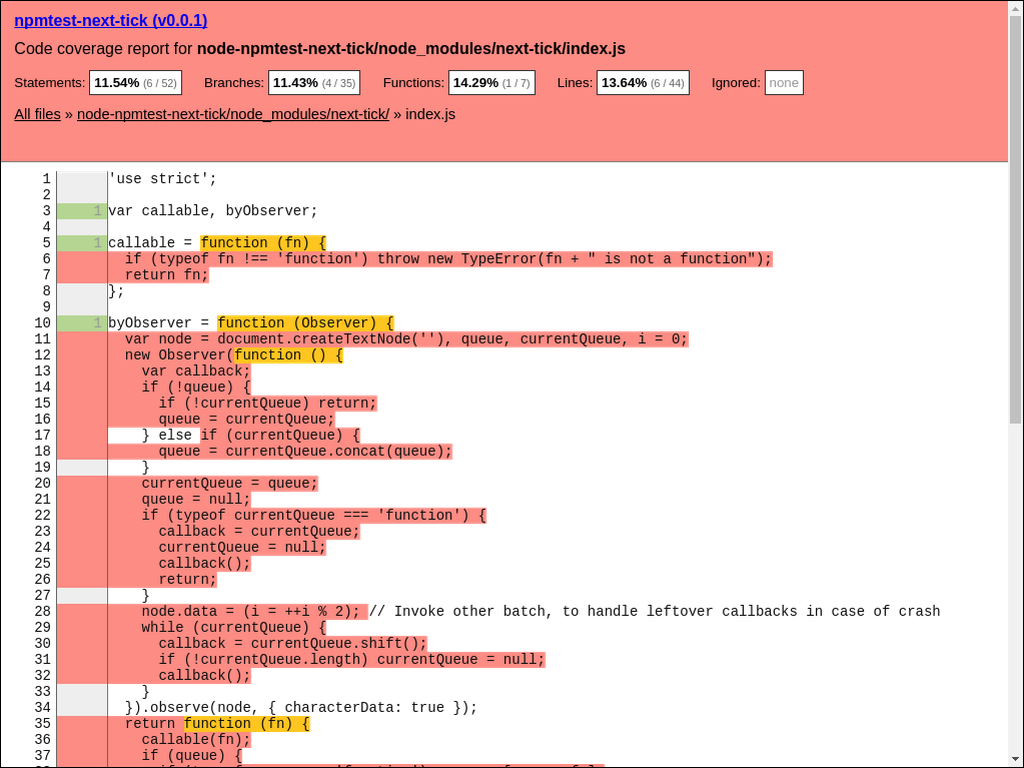 npmtest-next-tick (v0.0.1)
Code coverage report for node-npmtest-next-tick/node_modules/next-tick/index.js
Statements: 11.54% (6 / 52) Branches: 11.43% (4 / 35) Functions: 14.29% (1 / 7) Lines: 13.64% (6 / 44) Ignored: none
All files » node-npmtest-next-tick/node_modules/next-tick/ » index.js
1 'use strict';
2
3 1 var callable, byObserver;
4
5 1 callable = function (fn) {
6   if (typeof fn !== 'function') throw new TypeError(fn + " is not a function");
7   return fn;
8 };
9
10 1 byObserver = function (Observer) {
11   var node = document.createTextNode(''), queue, currentQueue, i = 0;
12   new Observer(function () {
13     var callback;
14     if (!queue) {
15       if (!currentQueue) return;
16       queue = currentQueue;
17     } else if (currentQueue) {
18       queue = currentQueue.concat(queue);
19     }
20     currentQueue = queue;
21     queue = null;
22     if (typeof currentQueue === 'function') {
23       callback = currentQueue;
24       currentQueue = null;
25       callback();
26       return;
27     }
28     node.data = (i = ++i % 2); // Invoke other batch, to handle leftover callbacks in case of crash
29     while (currentQueue) {
30       callback = currentQueue.shift();
31       if (!currentQueue.length) currentQueue = null;
32       callback();
33     }
34   }).observe(node, { characterData: true });
35   return function (fn) {
36     callable(fn);
37     if (queue) {